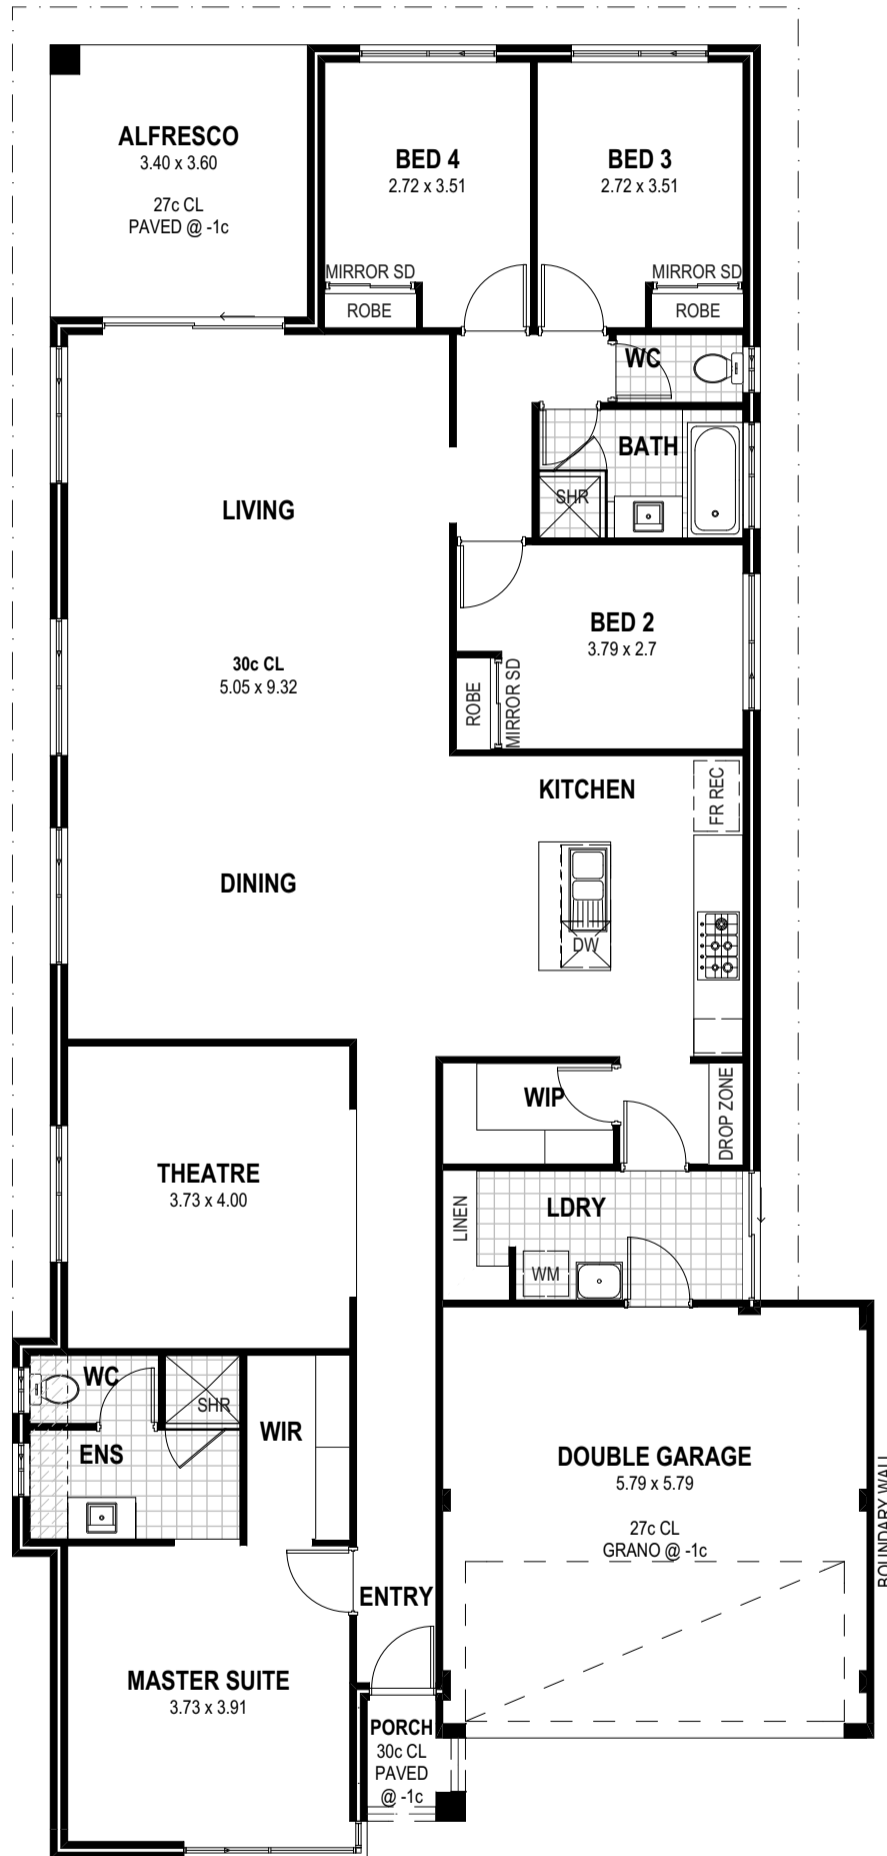 ALFRESCO
3.40 x 3.60
27c CL
PAVED @ -1c
BED 4
2.72 x 3.51
BED 3
2.72 x 3.51
MIRROR SD
ROBE
MIRROR SD
ROBE
WC
BATH
SHR
LIVING
30c CL
5.05 x 9.32
BED 2
3.79 x 2.7
ROBE
MIRROR SD
KITCHEN
FR REC
DINING
DW
WIP
DROP ZONE
THEATRE
3.73 x 4.00
LINEN
LDRY
WM
WC
SHR
WIR
ENS
DOUBLE GARAGE
5.79 x 5.79
27c CL
GRANO @ -1c
BOUNDARY WALL
ENTRY
MASTER SUITE
3.73 x 3.91
PORCH
30c CL
PAVED
@ -1c